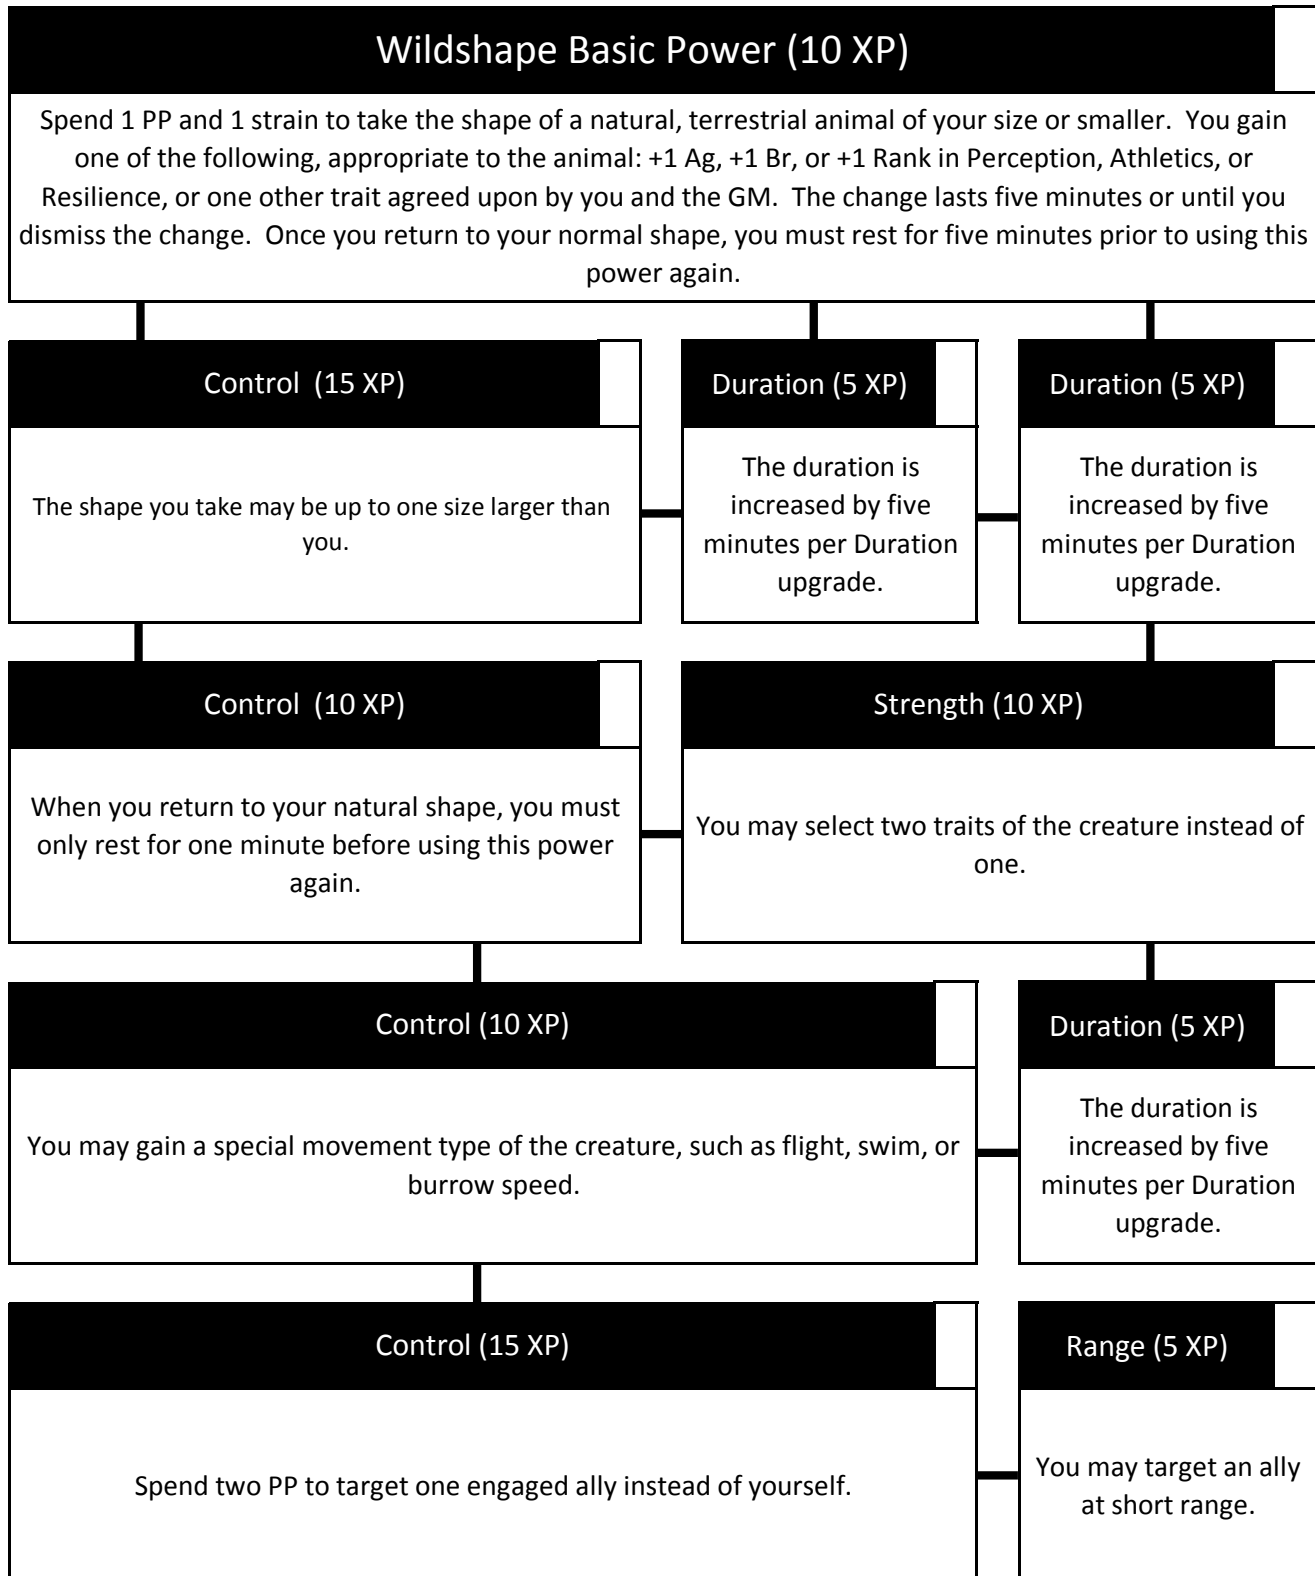 Wildshape Basic Power (10 XP)
Spend 1 PP and 1 strain to take the shape of a natural, terrestrial animal of your size or smaller.  You gain
one of the following, appropriate to the animal: +1 Ag, +1 Br, or +1 Rank in Perception, Athletics, or
Resilience, or one other trait agreed upon by you and the GM.  The change lasts five minutes or until you
dismiss the change.  Once you return to your normal shape, you must rest for five minutes prior to using this
power again.
Control  (15 XP)
The shape you take may be up to one size larger than
you.
Duration (5 XP)
The duration is
increased by five
minutes per Duration
upgrade.
Duration (5 XP)
The duration is
increased by five
minutes per Duration
upgrade.
Control  (10 XP)
When you return to your natural shape, you must
only rest for one minute before using this power
again.
Strength (10 XP)
You may select two traits of the creature instead of
one.
Control (10 XP)
You may gain a special movement type of the creature, such as flight, swim, or
burrow speed.
Duration (5 XP)
The duration is
increased by five
minutes per Duration
upgrade.
Control (15 XP)
Spend two PP to target one engaged ally instead of yourself.
Range (5 XP)
You may target an ally
at short range.